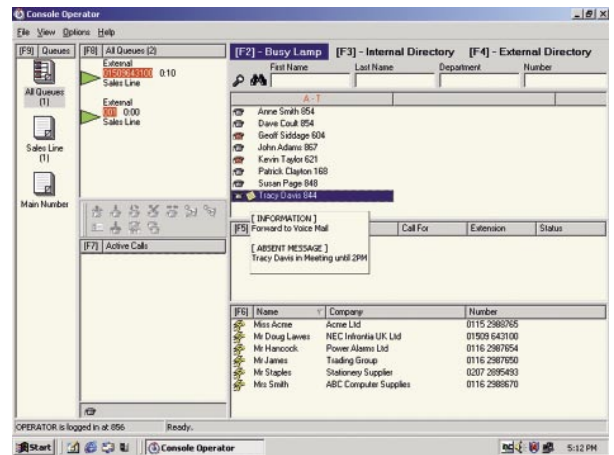 Console Operator
File View Options Help
[F9] Queues
All Queues
(1)
Sales Line
(1)
Main Number
[F8] All Queues (2)
External
01509643100 0:10
Sales Line
External
001 0:00
Sales Line
[F7] Active Calls
[F2] - Busy Lamp [F3] - Internal Directory [F4] - External Directory
First Name Last Name Department Number
A - T
Anne Smith 854
Dave Coult 854
Geoff Siddage 604
John Adams 867
Kevin Taylor 621
Patrick Clayton 168
Susan Page 848
Tracy Davis 844
[ INFORMATION ]
Forward to Voice Mail
[ ABSENT MESSAGE ]
Tracy Davis in Meeting until 2PM
[F5] Call For Extension Status
[F6] Name Company Number
Miss Acme Acme Ltd 0115 2988765
Mr Doug Lawes NEC Infrontia UK Ltd 01509 643100
Mr Hancock Power Alarms Ltd 0116 2987654
Mr James Trading Group 0116 2987650
Mr Staples Stationery Supplier 0207 2895493
Mrs Smith ABC Computer Supplies 0116 2988670
OPERATOR is logged in at 856 Ready.
Start Console Operator 5:12 PM